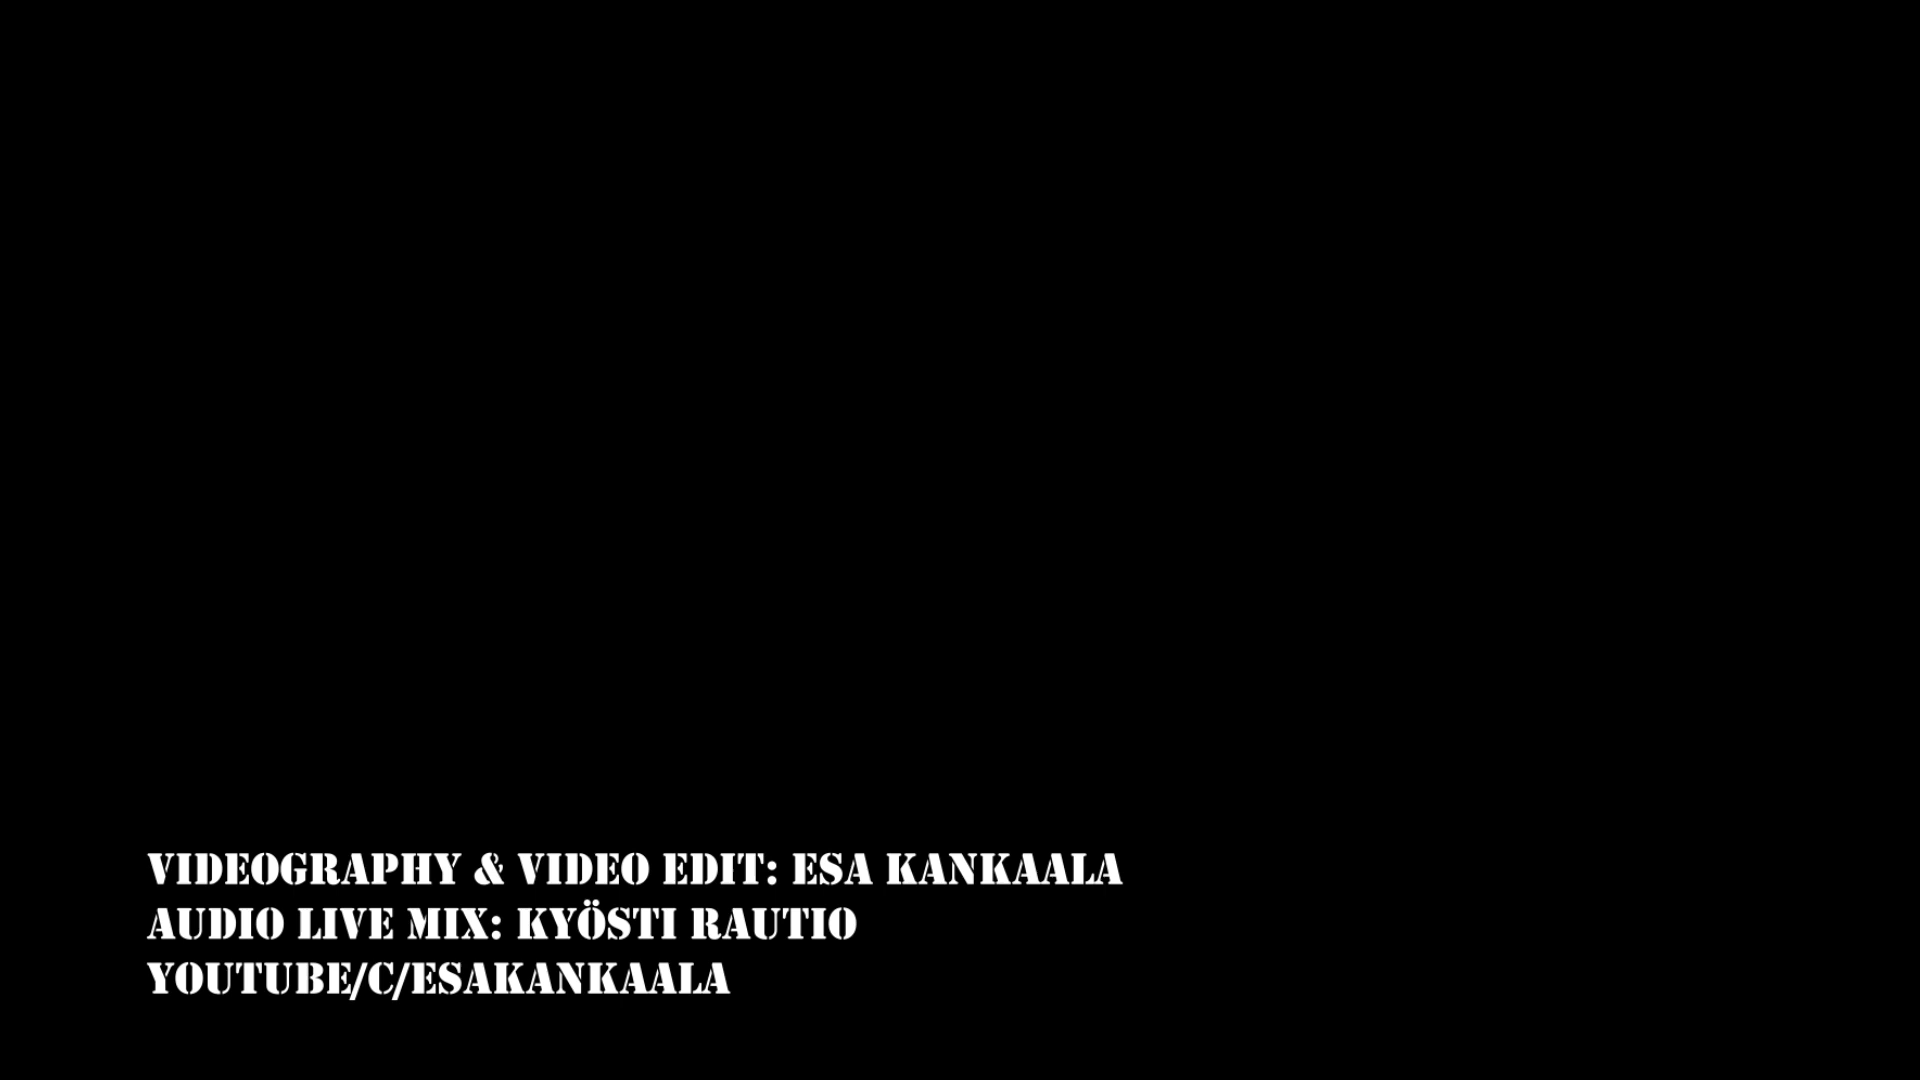 VIDEOGRAPHY & VIDEO EDIT: ESA KANKAALA
AUDIO LIVE MIX: KYÖSTI RAUTIO
YOUTUBE/C/ESAKANKAALA